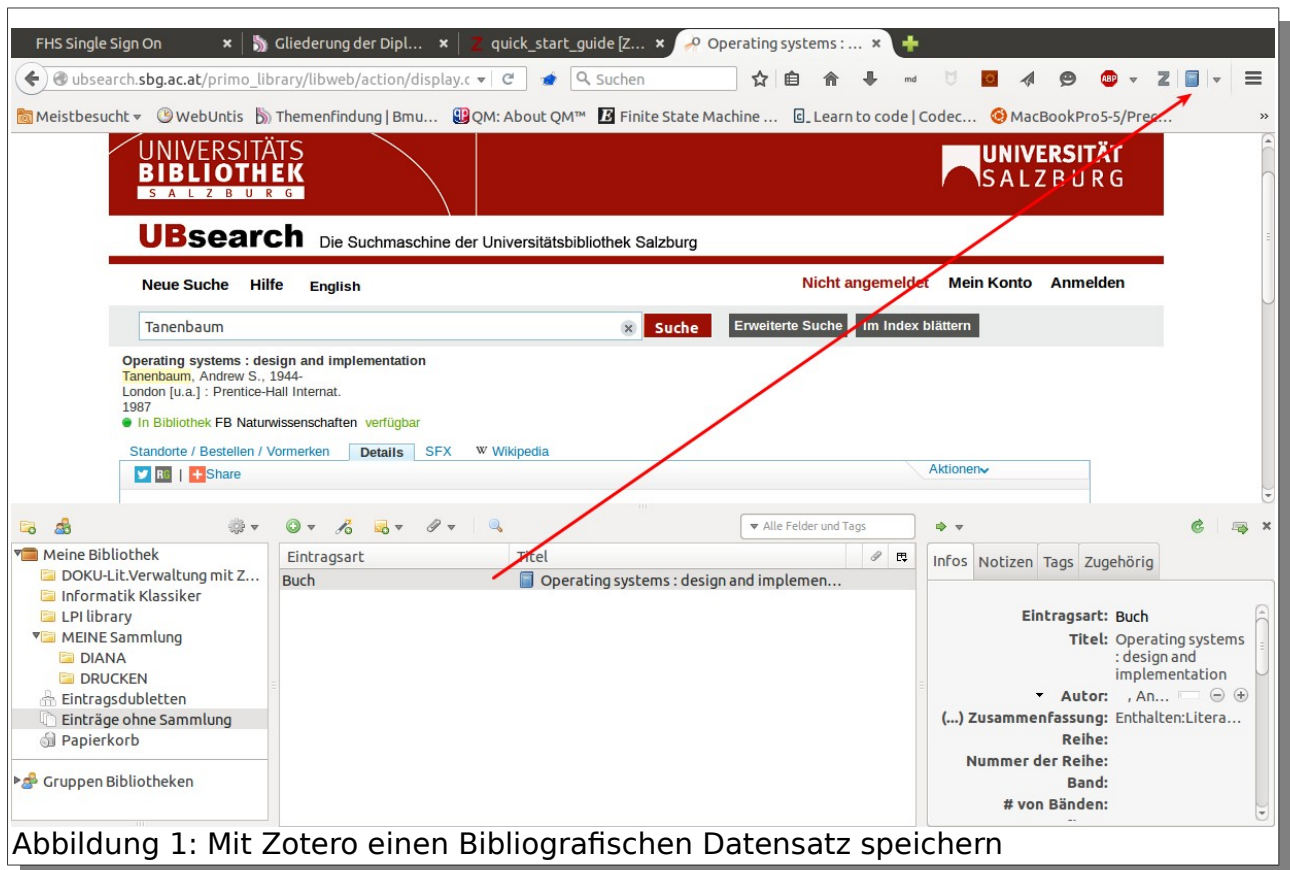 FHS Single Sign On × Gliederung der Dipl... × Z quick_start_guide [Z... × Operating systems : ... ×
ubsearch.sbg.ac.at/primo_library/libweb/action/display.c Suchen md ABP Z
Meistbesucht WebUntis Themenfindung | Bmu... QM: About QM™ Finite State Machine ... Learn to code | Codec... MacBookPro5-5/Prec... »
UNIVERSITÄTS
BIBLIOTHEK
SALZBURG
UNIVERSITÄT
SALZBURG
UBsearch Die Suchmaschine der Universitätsbibliothek Salzburg
Neue Suche Hilfe English Nicht angemeldet Mein Konto Anmelden
Tanenbaum Suche Erweiterte Suche Im Index blättern
Operating systems : design and implementation
Tanenbaum, Andrew S., 1944-
London [u.a.] : Prentice-Hall Internat.
1987
In Bibliothek FB Naturwissenschaften verfügbar
Standorte / Bestellen / Vormerken Details SFX W Wikipedia
RG | Share Aktionen
Alle Felder und Tags
Meine Bibliothek
DOKU-Lit.Verwaltung mit Z...
Informatik Klassiker
LPI library
MEINE Sammlung
DIANA
DRUCKEN
Eintragsdubletten
Einträge ohne Sammlung
Papierkorb
Gruppen Bibliotheken
Eintragsart Titel
Buch Operating systems : design and implemen...
Infos Notizen Tags Zugehörig
Eintragsart: Buch
Titel: Operating systems
: design and
implementation
Autor: , An...
(...) Zusammenfassung: Enthalten:Litera...
Reihe:
Nummer der Reihe:
Band:
# von Bänden:
Abbildung 1: Mit Zotero einen Bibliografischen Datensatz speichern